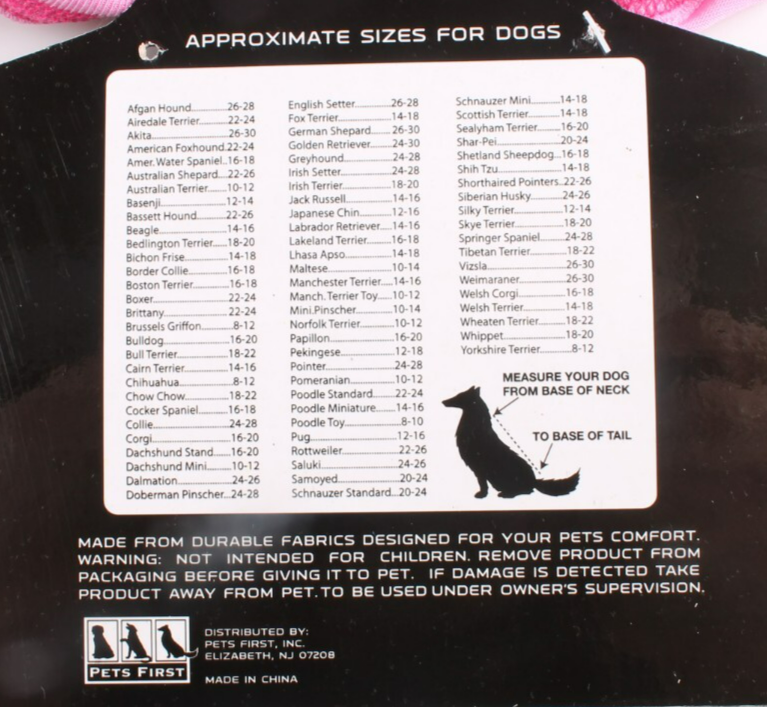 APPROXIMATE SIZES FOR DOGS
Afgan Hound 26-28
Airedale Terrier 22-24
Akita 26-30
American Foxhound 22-24
Amer. Water Spaniel 16-18
Australian Shepard 22-26
Australian Terrier 10-12
Basenji 12-14
Bassett Hound 22-26
Beagle 14-16
Bedlington Terrier 18-20
Bichon Frise 14-18
Border Collie 16-18
Boston Terrier 16-18
Boxer 22-24
Brittany 22-24
Brussels Griffon 8-12
Bulldog 16-20
Bull Terrier 18-22
Cairn Terrier 14-16
Chihuahua 8-12
Chow Chow 18-22
Cocker Spaniel 16-18
Collie 24-28
Corgi 16-20
Dachshund Stand 16-20
Dachshund Mini 10-12
Dalmation 24-26
Doberman Pinscher 24-28
English Setter 26-28
Fox Terrier 14-18
German Shepard 26-30
Golden Retriever 24-30
Greyhound 24-28
Irish Setter 24-28
Irish Terrier 18-20
Jack Russell 14-16
Japanese Chin 12-16
Labrador Retriever 14-16
Lakeland Terrier 16-18
Lhasa Apso 14-18
Maltese 10-14
Manchester Terrier 14-16
Manch. Terrier Toy 10-12
Mini.Pinscher 10-14
Norfolk Terrier 10-12
Papillon 16-20
Pekingese 12-18
Pointer 24-28
Pomeranian 10-12
Poodle Standard 22-24
Poodle Miniature 14-16
Poodle Toy 8-10
Pug 12-16
Rottweiler 22-26
Saluki 24-26
Samoyed 20-24
Schnauzer Standard 20-24
Schnauzer Mini 14-18
Scottish Terrier 14-18
Sealyham Terrier 16-20
Shar-Pei 20-24
Shetland Sheepdog 16-18
Shih Tzu 14-18
Shorthaired Pointers 22-26
Siberian Husky 24-26
Silky Terrier 12-14
Skye Terrier 18-20
Springer Spaniel 24-28
Tibetan Terrier 18-22
Vizsla 26-30
Weimaraner 26-30
Welsh Corgi 16-18
Welsh Terrier 14-18
Wheaten Terrier 18-22
Whippet 18-20
Yorkshire Terrier 8-12
MEASURE YOUR DOG
FROM BASE OF NECK
TO BASE OF TAIL
MADE FROM DURABLE FABRICS DESIGNED FOR YOUR PETS COMFORT.
WARNING: NOT INTENDED FOR CHILDREN. REMOVE PRODUCT FROM
PACKAGING BEFORE GIVING IT TO PET. IF DAMAGE IS DETECTED TAKE
PRODUCT AWAY FROM PET. TO BE USED UNDER OWNER'S SUPERVISION.
PETS FIRST
DISTRIBUTED BY:
PETS FIRST, INC.
ELIZABETH, NJ 07208
MADE IN CHINA